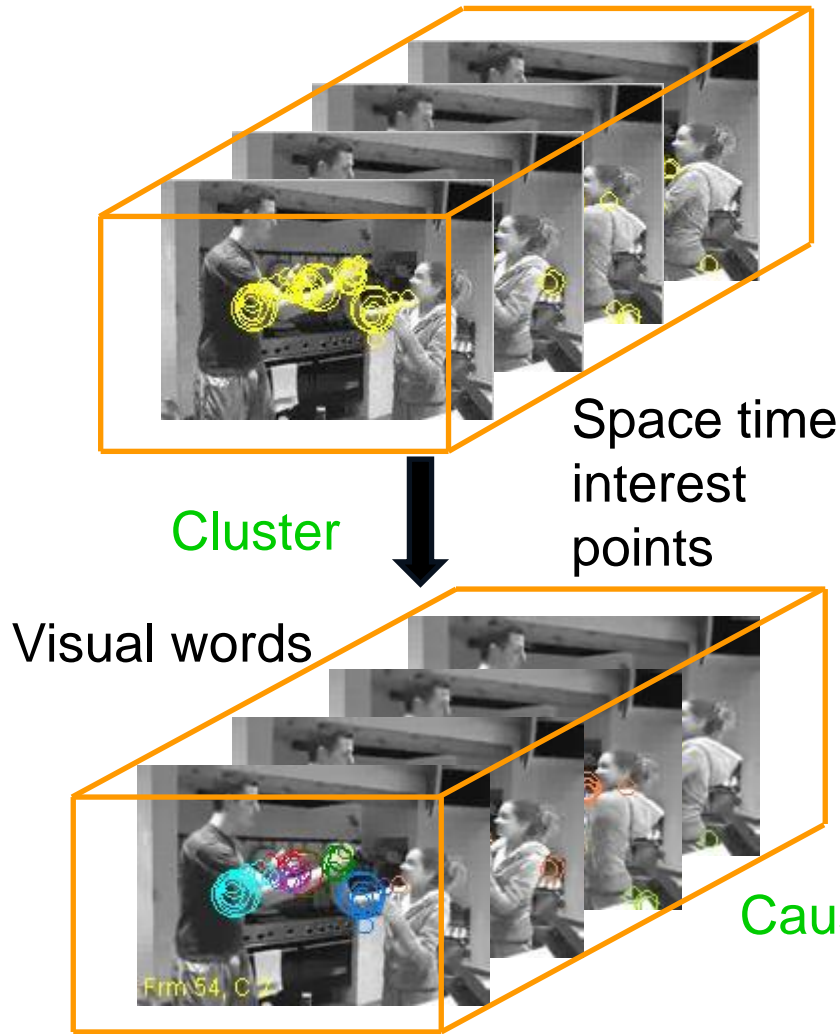 Space time
interest
points
Cluster
Visual words
Cau
Frm 54, C